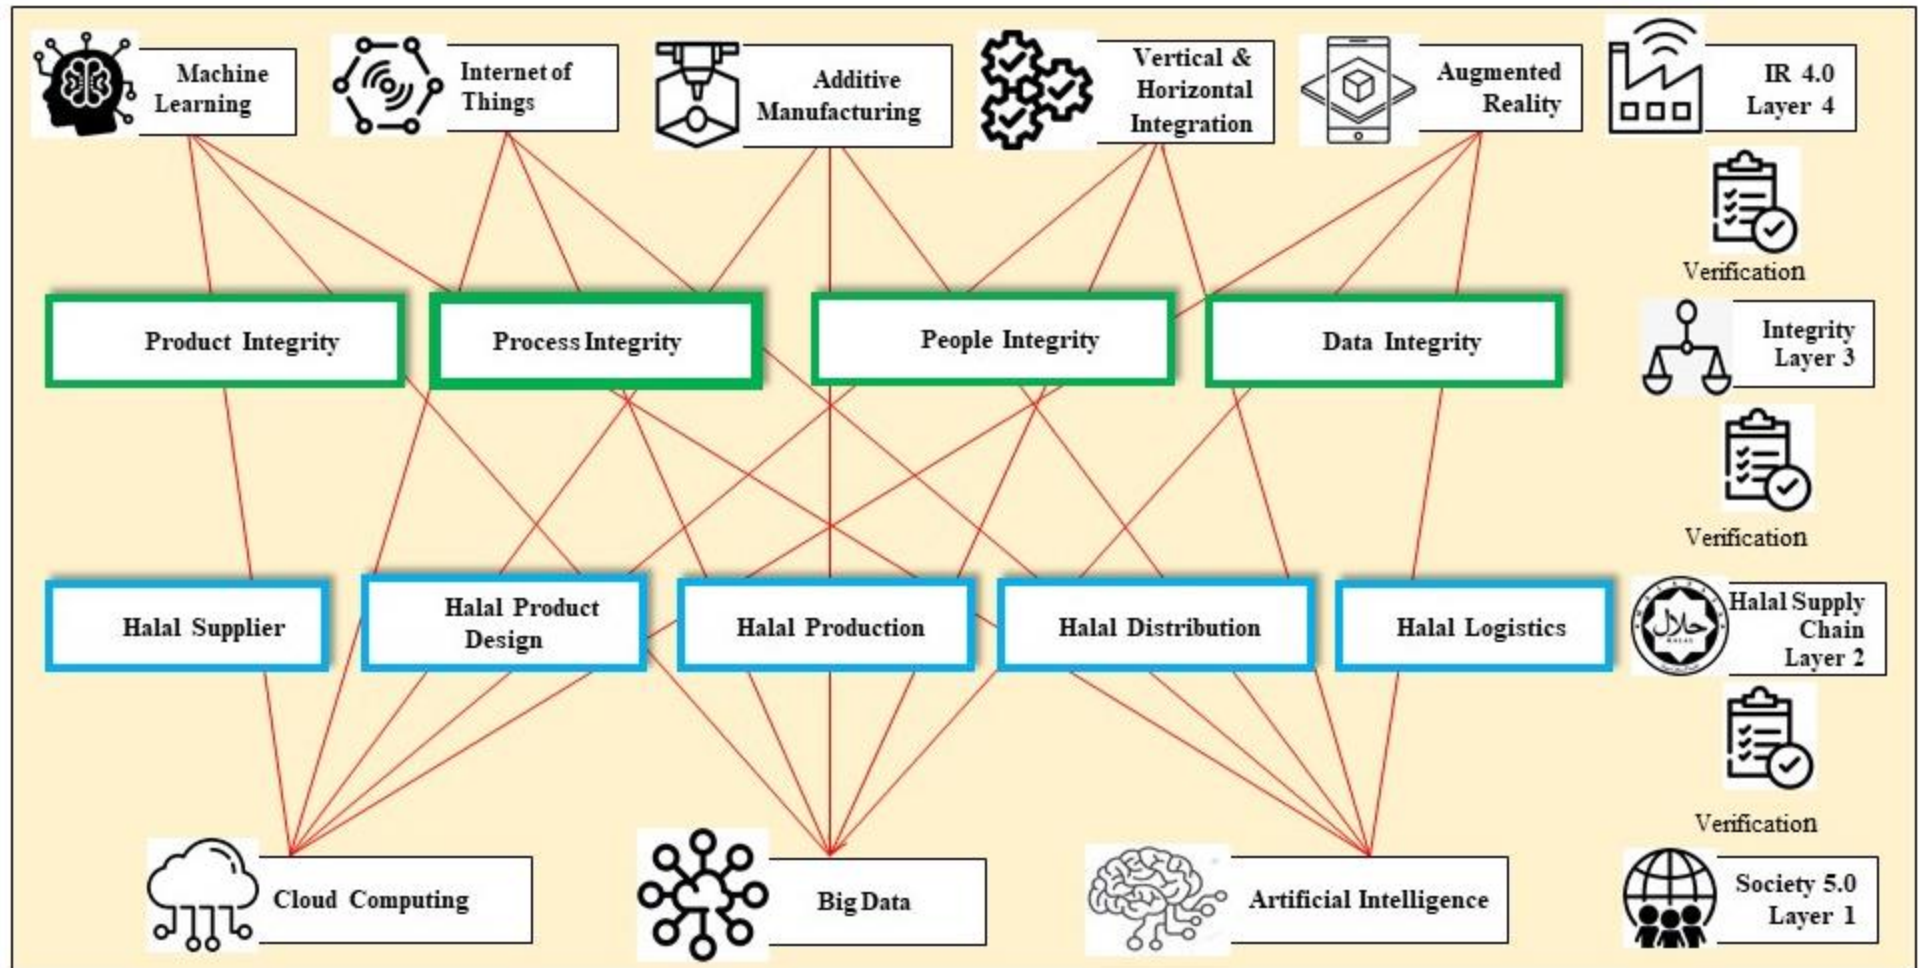 Machine
Learning
Internet of
Things
Additive
Manufacturing
Vertical &
Horizontal
Integration
Augmented
Reality
IR 4.0
Layer 4
Verification
Product Integrity
Process Integrity
People Integrity
Data Integrity
Integrity
Layer 3
Verification
Halal Supplier
Halal Product
Design
Halal Production
Halal Distribution
Halal Logistics
حلال
HALAL
Halal Supply
Chain
Layer 2
Verification
Cloud Computing
Big Data
Artificial Intelligence
Society 5.0
Layer 1